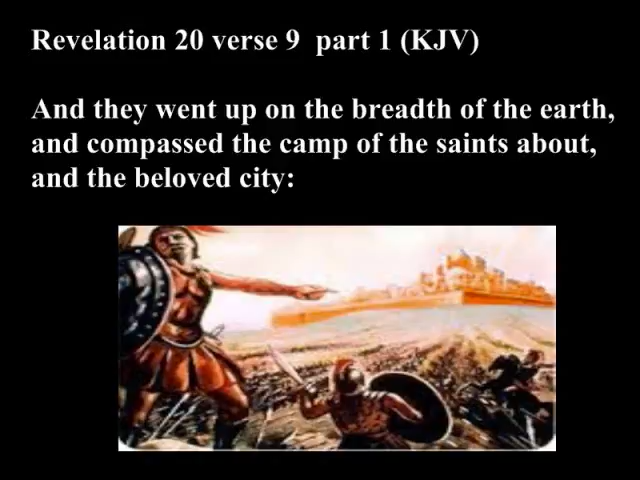 Revelation 20 verse 9  part 1 (KJV)
And they went up on the breadth of the earth,
and compassed the camp of the saints about,
and the beloved city: